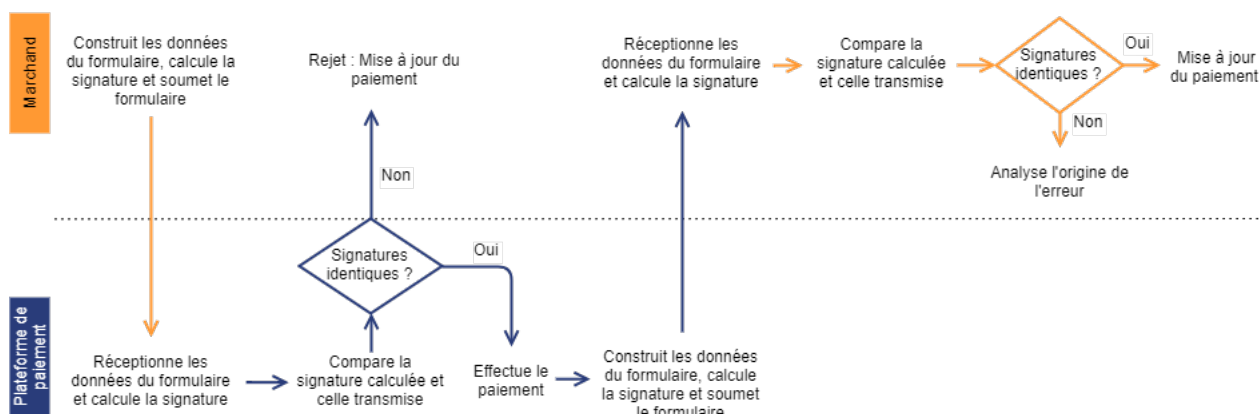 Marchand
Construit les données
du formulaire, calcule la
signature et soumet le
formulaire
Rejet : Mise à jour du
paiement
Réceptionne les
données du formulaire
et calcule la signature
Compare la
signature calculée
et celle transmise
Signatures
identiques ?
Oui
Mise à jour
du paiement
Non
Analyse l'origine de
l'erreur
Non
Signatures
identiques ?
Oui
Plateforme de
paiement
Réceptionne les
données du formulaire
et calcule la signature
Compare la
signature calculée et
celle transmise
Effectue le
paiement
Construit les données
du formulaire, calcule
la signature et soumet
le formulaire